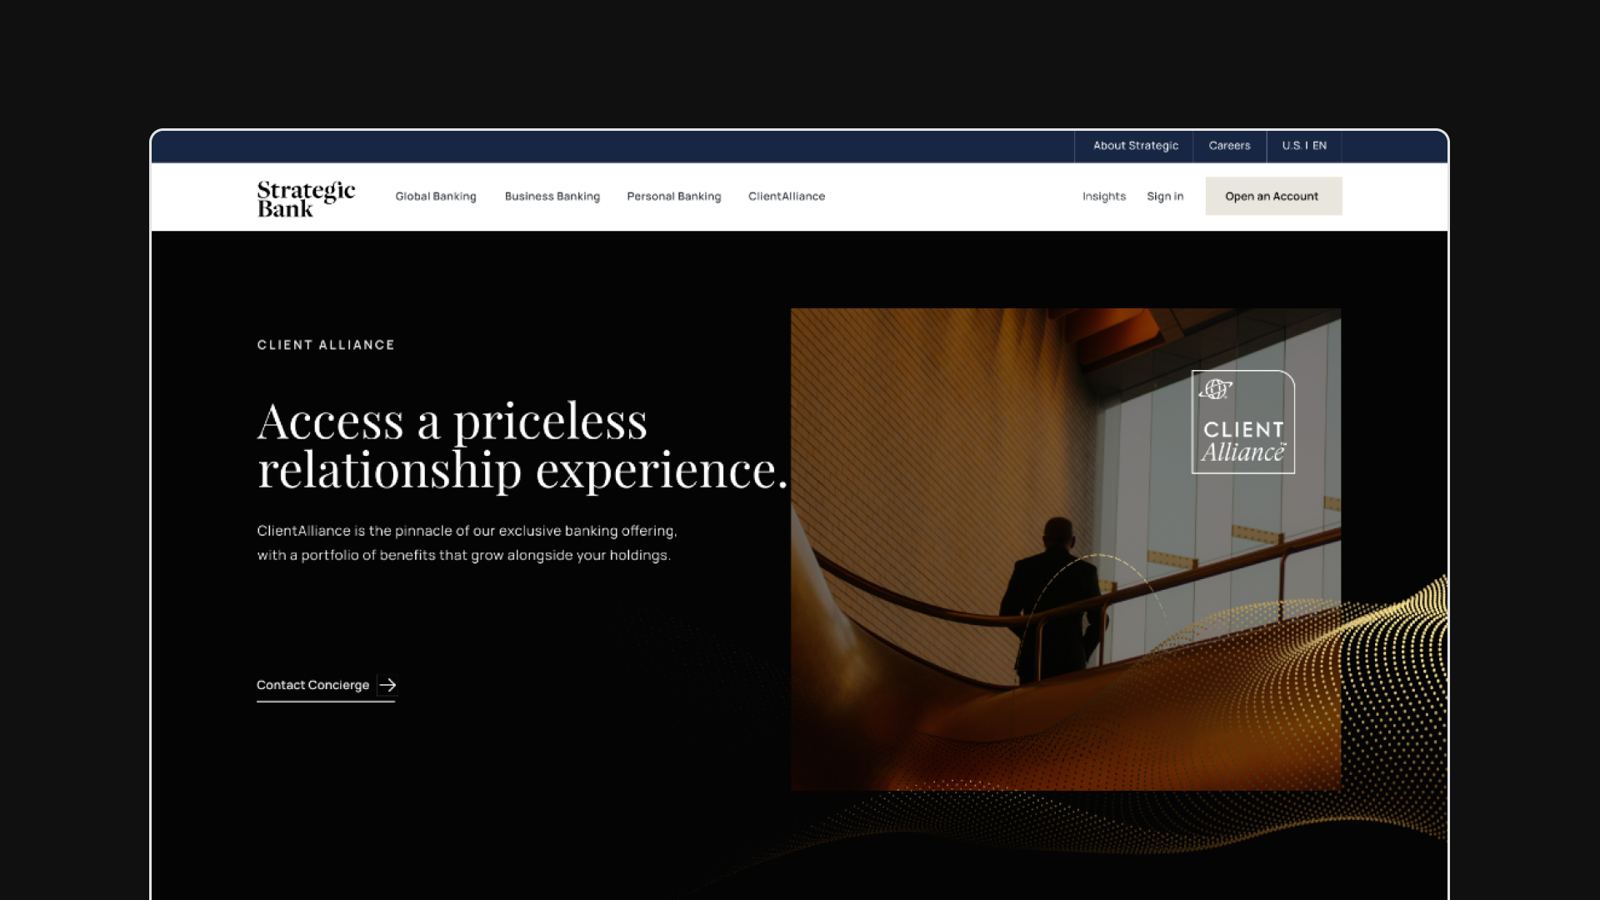 About Strategic
Careers
U.S. | EN
Strategic
Bank
Global Banking
Business Banking
Personal Banking
ClientAlliance
Insights
Sign in
Open an Account
CLIENT ALLIANCE
Access a priceless
relationship experience.
ClientAlliance is the pinnacle of our exclusive banking offering,
with a portfolio of benefits that grow alongside your holdings.
Contact Concierge
CLIENT
Alliance™